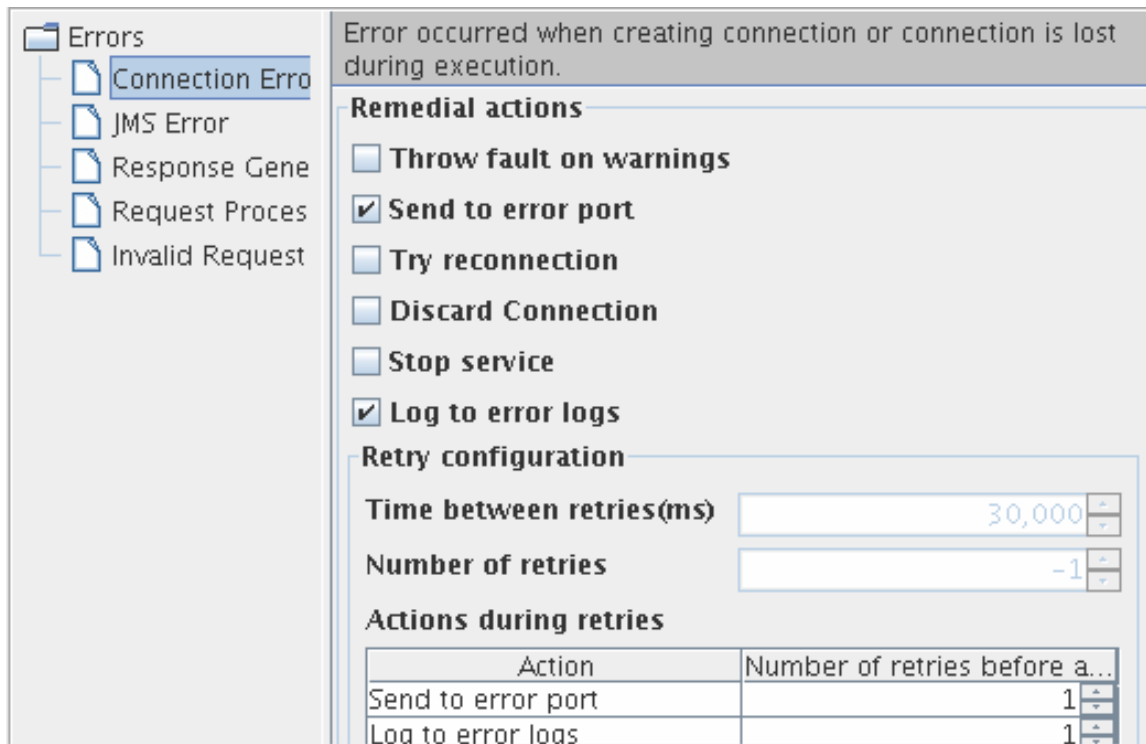 Errors
Connection Erro
JMS Error
Response Gene
Request Proces
Invalid Request
Error occurred when creating connection or connection is lost
during execution.
Remedial actions
Throw fault on warnings
Send to error port
Try reconnection
Discard Connection
Stop service
Log to error logs
Retry configuration
Time between retries(ms) 30,000
Number of retries -1
Actions during retries
Action Number of retries before a...
Send to error port 1
Log to error logs 1